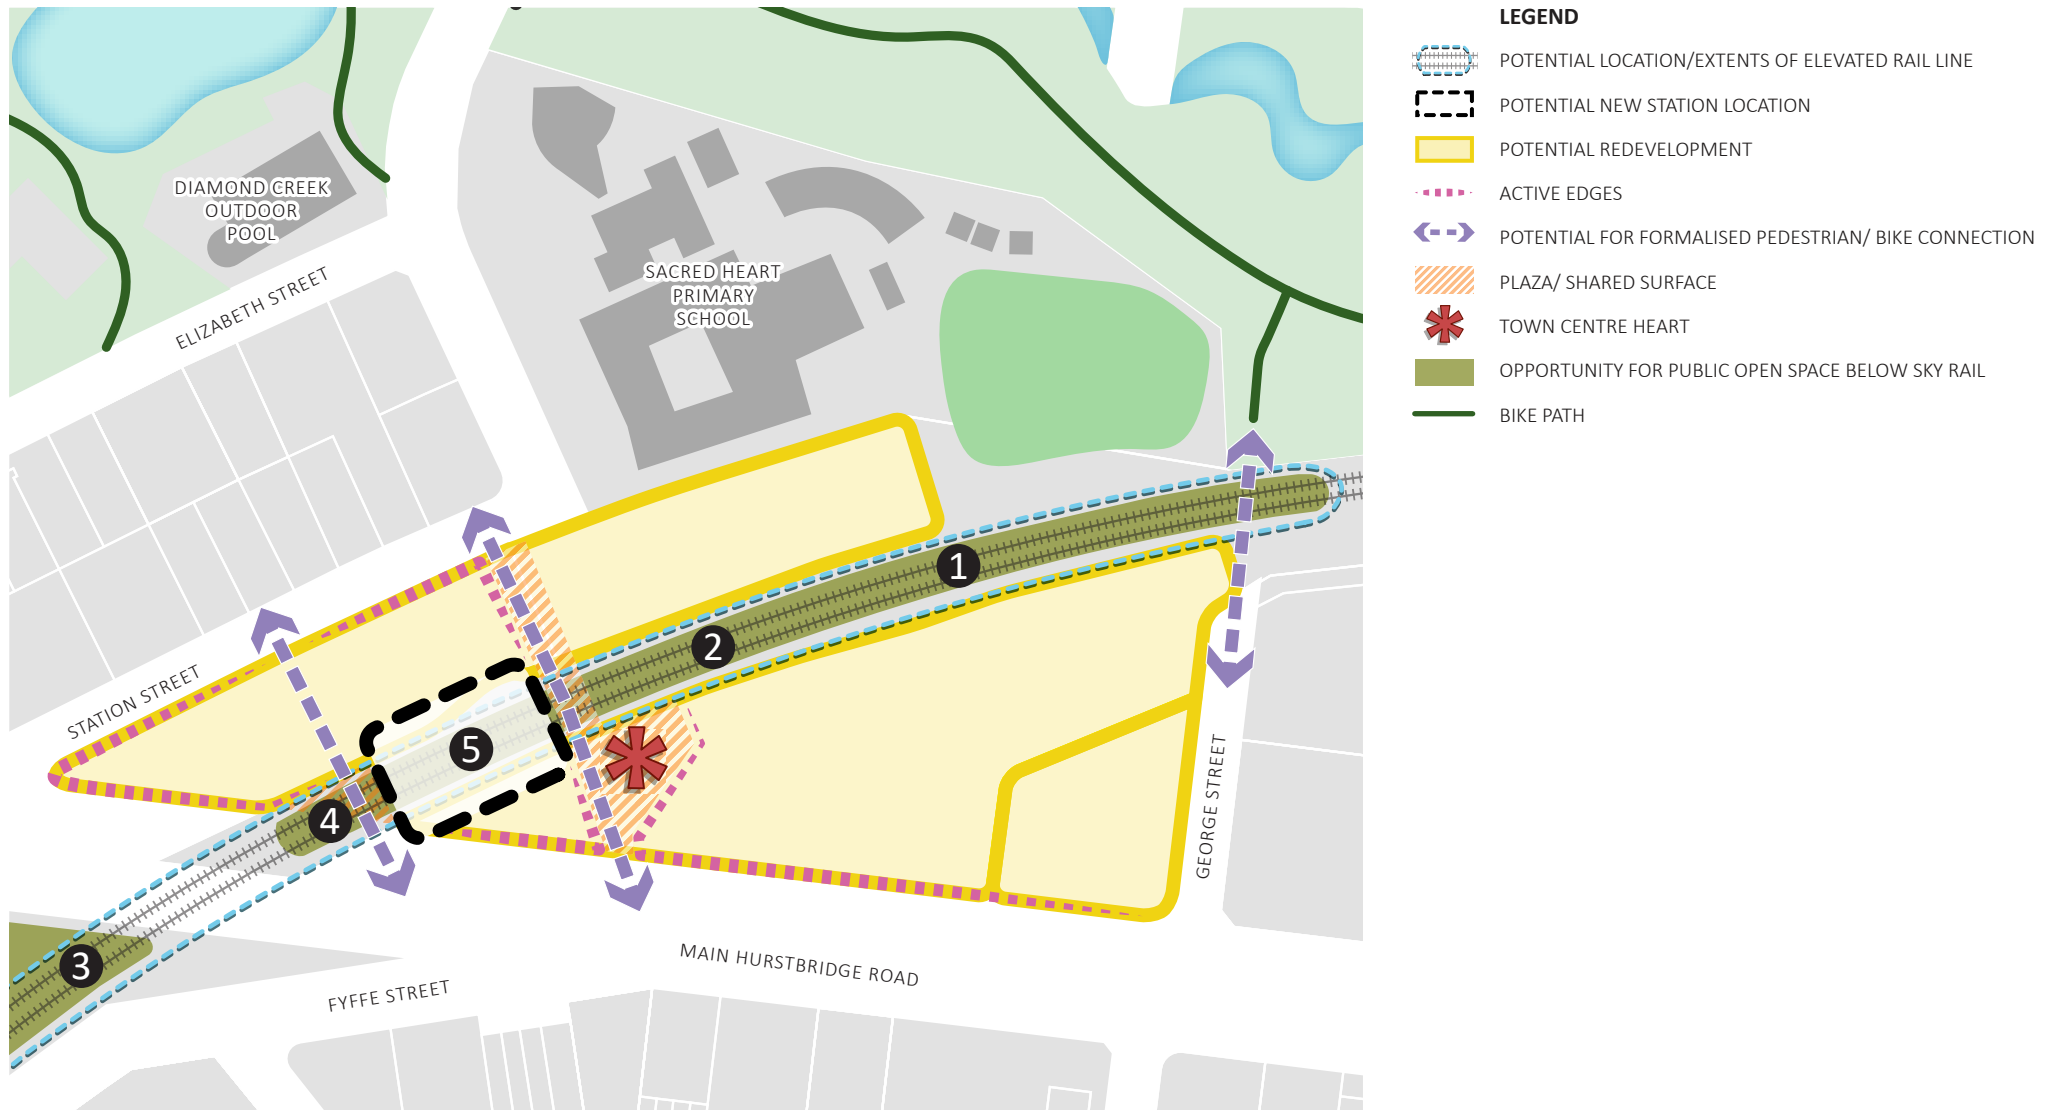 LEGEND
POTENTIAL LOCATION/EXTENTS OF ELEVATED RAIL LINE
POTENTIAL NEW STATION LOCATION
POTENTIAL REDEVELOPMENT
ACTIVE EDGES
POTENTIAL FOR FORMALISED PEDESTRIAN/ BIKE CONNECTION
PLAZA/ SHARED SURFACE
TOWN CENTRE HEART
OPPORTUNITY FOR PUBLIC OPEN SPACE BELOW SKY RAIL
BIKE PATH
DIAMOND CREEK
OUTDOOR
POOL
ELIZABETH STREET
SACRED HEART
PRIMARY
SCHOOL
1
2
STATION STREET
5
4
GEORGE STREET
3
MAIN HURSTBRIDGE ROAD
FYFFE STREET